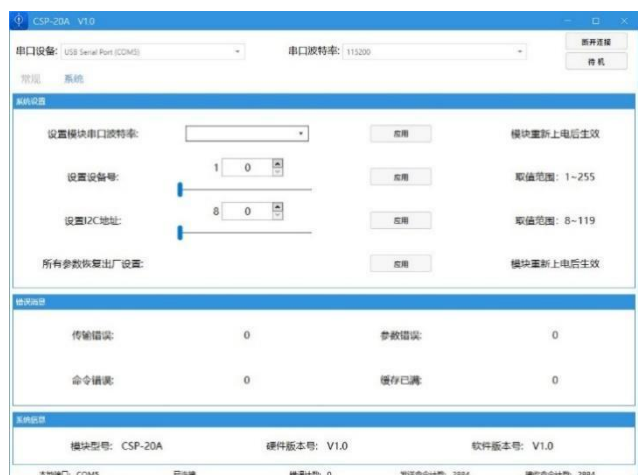 CSP-20A V1.0
串口设备: USB Serial Port (COM5) 串口波特率: 115200 断开连接
待机
常规 系统
系统设置
设置模块串口波特率: 应用 模块重新上电后生效
设置设备号: 1 0 应用 取值范围: 1~255
设置I2C地址: 8 0 应用 取值范围: 8~119
所有参数恢复出厂设置: 应用 模块重新上电后生效
错误消息
传输错误: 0 参数错误: 0
命令错误: 0 缓存已满: 0
系统信息
模块型号: CSP-20A 硬件版本号: V1.0 软件版本号: V1.0